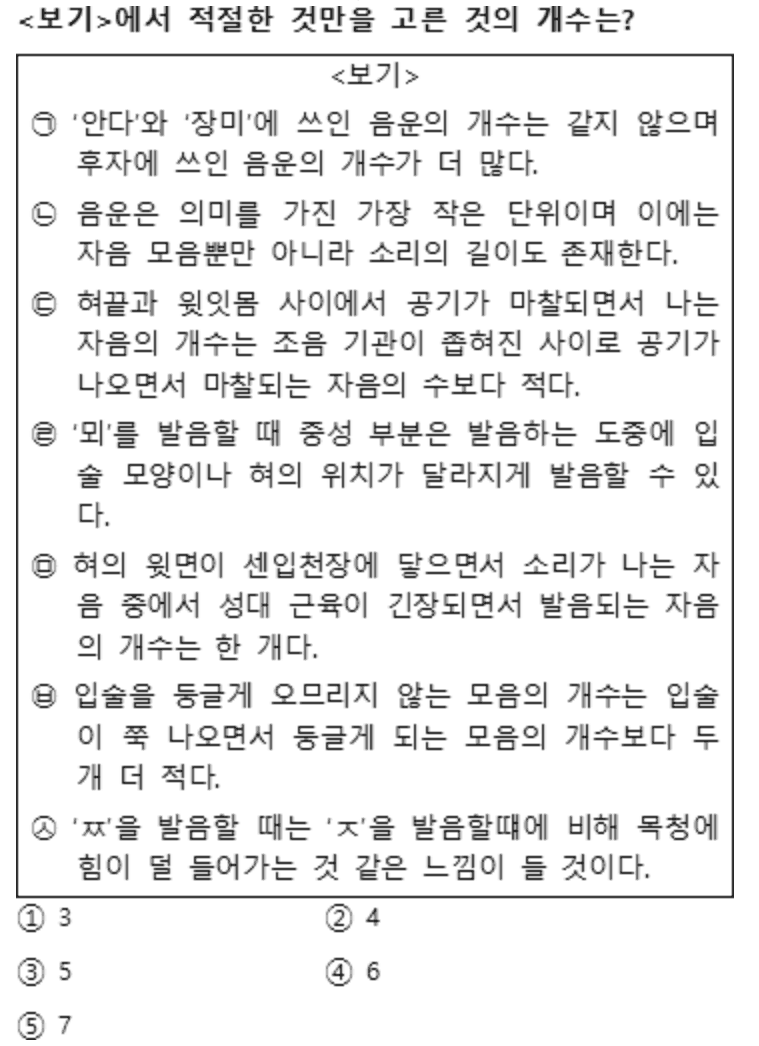 <보기>에서 적절한 것만을 고른 것의 개수는?
<보기>
㉠ '안다'와 '장미'에 쓰인 음운의 개수는 같지 않으며
후자에 쓰인 음운의 개수가 더 많다.
㉡ 음운은 의미를 가진 가장 작은 단위이며 이에는
자음 모음뿐만 아니라 소리의 길이도 존재한다.
㉢ 혀끝과 윗잇몸 사이에서 공기가 마찰되면서 나는
자음의 개수는 조음 기관이 좁혀진 사이로 공기가
나오면서 마찰되는 자음의 수보다 적다.
㉣ '뫼'를 발음할 때 중성 부분은 발음하는 도중에 입
술 모양이나 혀의 위치가 달라지게 발음할 수 있
다.
㉤ 혀의 윗면이 센입천장에 닿으면서 소리가 나는 자
음 중에서 성대 근육이 긴장되면서 발음되는 자음
의 개수는 한 개다.
㉥ 입술을 둥글게 오므리지 않는 모음의 개수는 입술
이 쭉 나오면서 둥글게 되는 모음의 개수보다 두
개 더 적다.
㉦ 'ㅉ'을 발음할 때는 'ㅈ'을 발음할떄에 비해 목청에
힘이 덜 들어가는 것 같은 느낌이 들 것이다.
① 3 ② 4
③ 5 ④ 6
⑤ 7